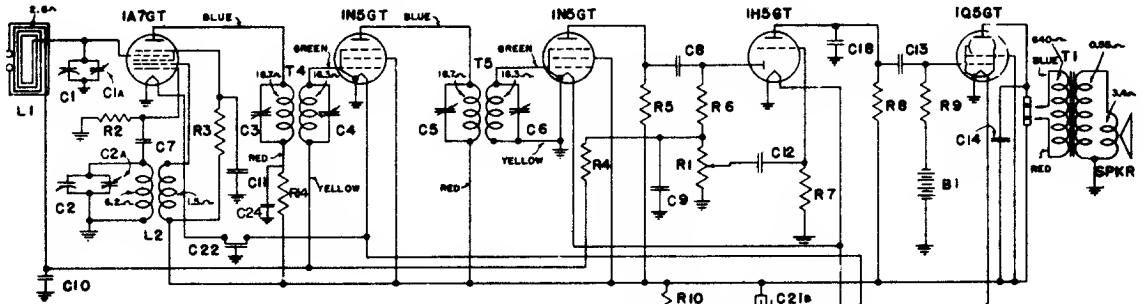 2.8Ω
L1
C1
C1A
1A7GT
BLUE
R2
C7
R3
C2A
C2
6.2Ω
1.5Ω
L2
C11
C24
C22
C10
16.7Ω
T4
GREEN
16.3Ω
C3
C4
RED
R14
YELLOW
1N5GT
BLUE
16.7Ω
T5
GREEN
16.3Ω
C5
C6
RED
YELLOW
1N5GT
R5
C8
R6
R4
R1
C9
C12
R10
C21B
1H5GT
C18
R7
R8
C13
R9
B1
1Q5GT
C14
640Ω
T1
0.55Ω
BLUE
3.4Ω
RED
SPKR